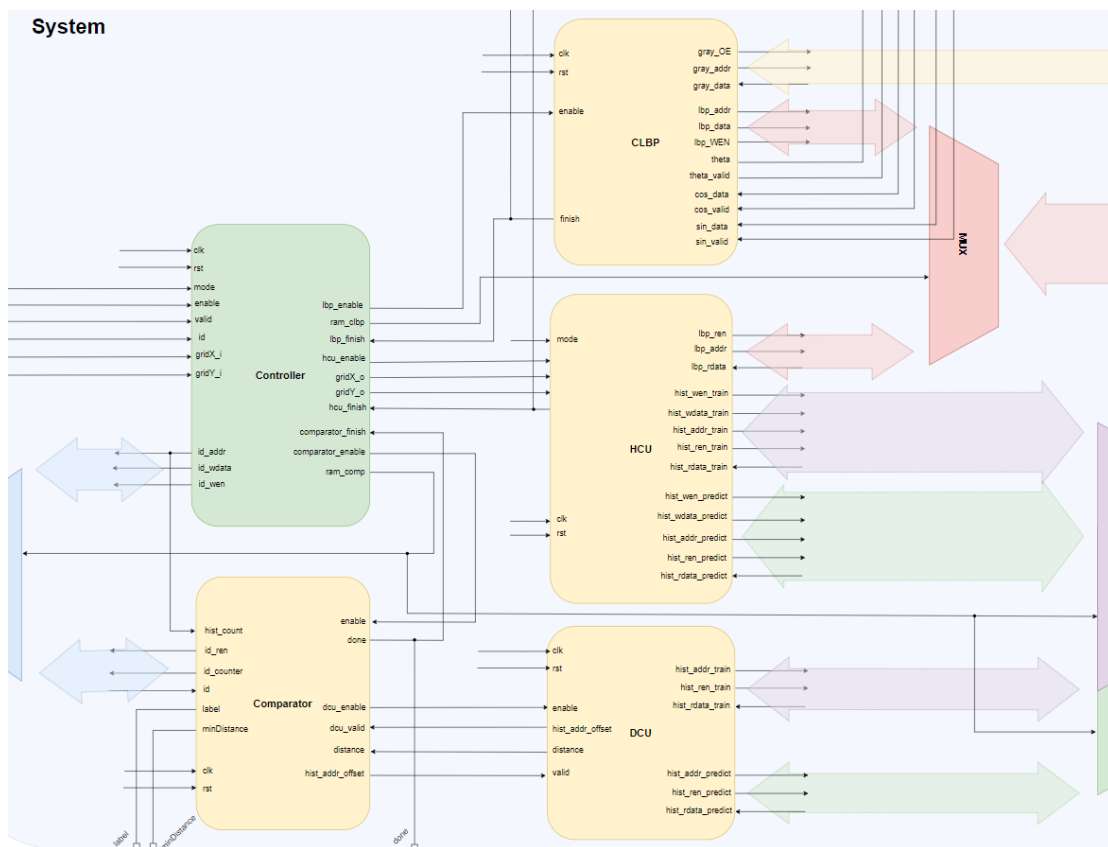 System
clk
rst
enable
finish
CLBP
gray_OE
gray_addr
gray_data
lbp_addr
lbp_data
lbp_WEN
theta
theta_valid
cos_data
cos_valid
sin_data
sin_valid
MUX
clk
rst
mode
enable
valid
id
gridX_i
gridY_i
Controller
lbp_enable
ram_clbp
lbp_finish
hcu_enable
gridX_o
gridY_o
hcu_finish
comparator_finish
comparator_enable
ram_comp
id_addr
id_wdata
id_wen
mode
clk
rst
HCU
lbp_ren
lbp_addr
lbp_rdata
hist_wen_train
hist_wdata_train
hist_addr_train
hist_ren_train
hist_rdata_train
hist_wen_predict
hist_wdata_predict
hist_addr_predict
hist_ren_predict
hist_rdata_predict
hist_count
id_ren
id_counter
id
label
minDistance
clk
rst
Comparator
enable
done
dcu_enable
dcu_valid
distance
hist_addr_offset
clk
rst
enable
hist_addr_offset
distance
valid
DCU
hist_addr_train
hist_ren_train
hist_rdata_train
hist_addr_predict
hist_ren_predict
hist_rdata_predict
label
minDistance
done